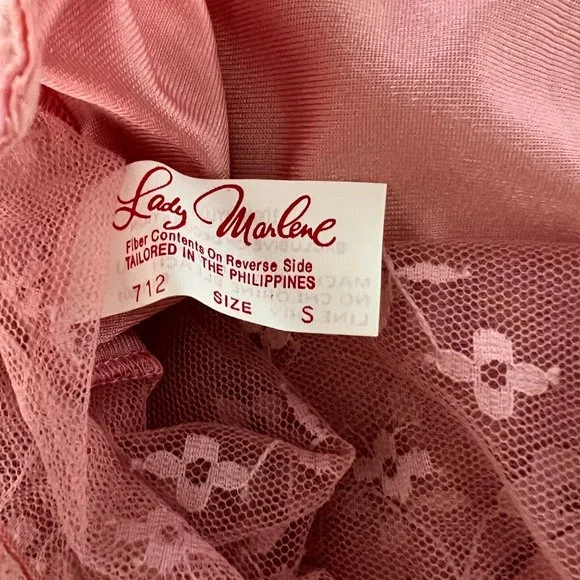 Lady Marlene
Fiber Contents On Reverse Side
TAILORED IN THE PHILIPPINES
712 SIZE S